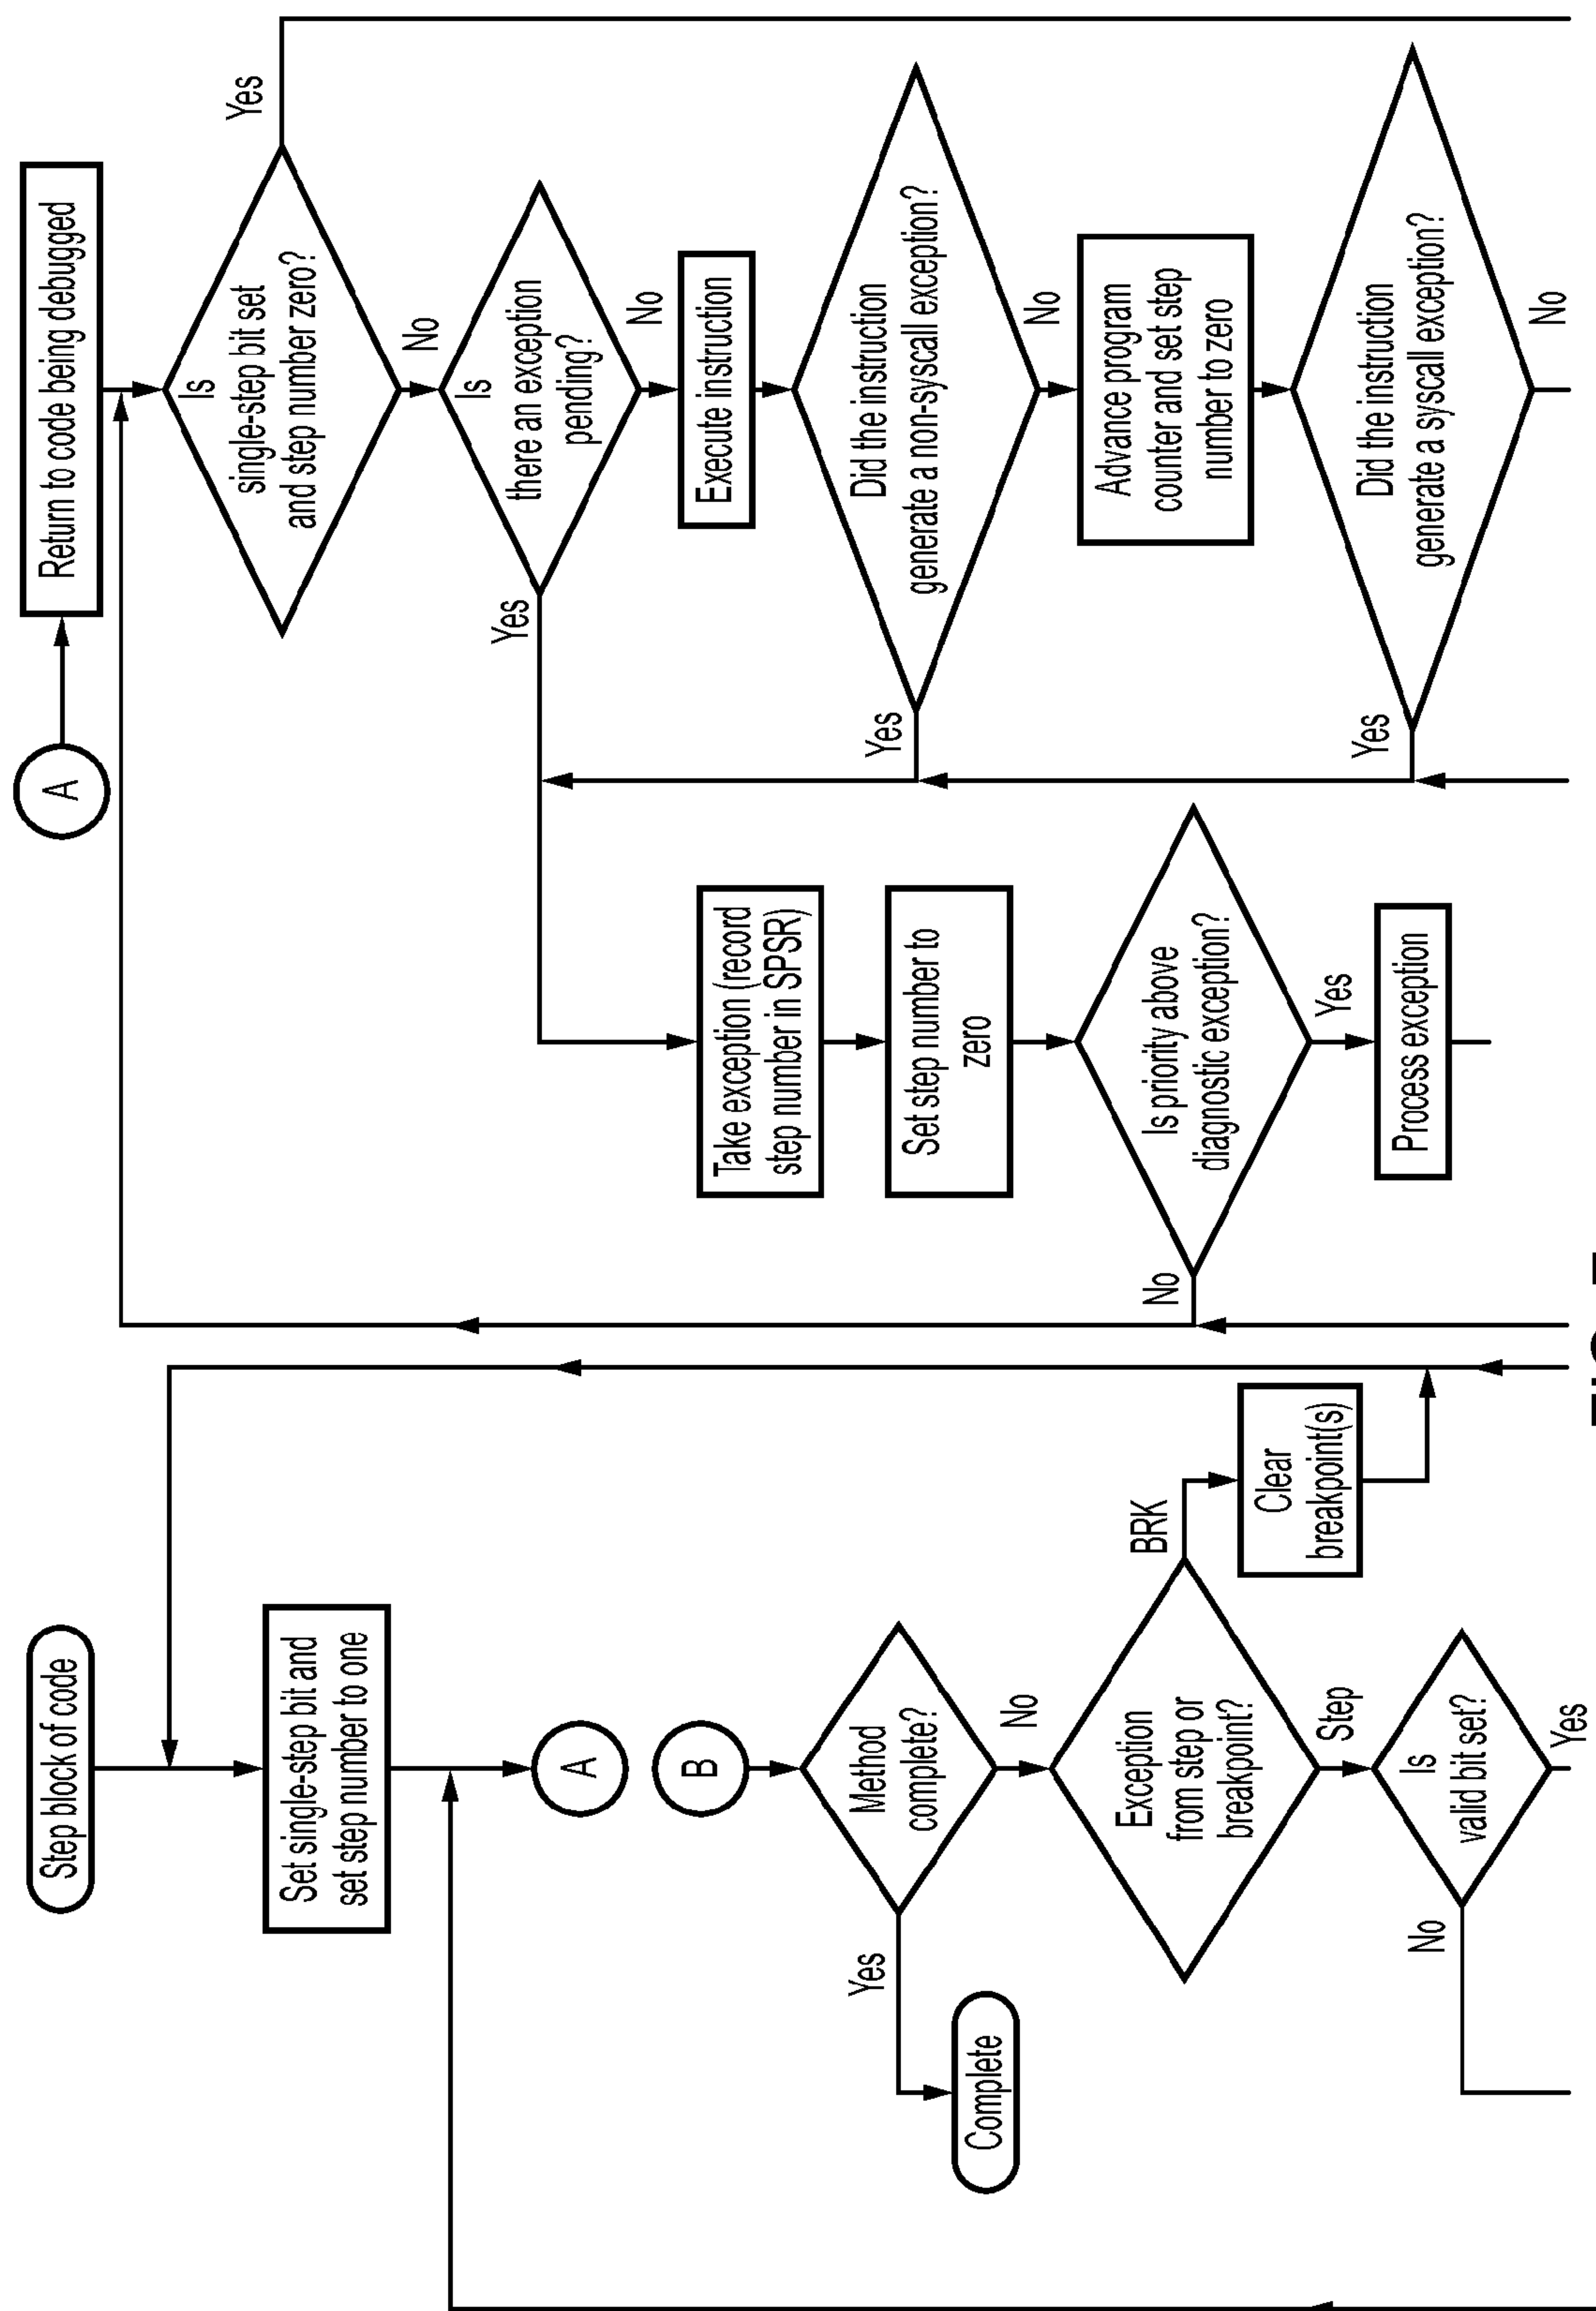 Step block of code
Set single-step bit and
set step number to one
A
B
Method
complete?
Yes
No
Complete
Exception
from step or
breakpoint?
BRK
Clear
breakpoint(s)
Step
Is
valid bit set?
No
Yes
A
Return to code being debugged
Is
single-step bit set
and step number zero?
Yes
No
Is
there an exception
pending?
Yes
No
Execute instruction
Did the instruction
generate a non-syscall exception?
Yes
No
Advance program
counter and set step
number to zero
Did the instruction
generate a syscall exception?
Yes
No
Take exception (record
step number in SPSR)
Set step number to
zero
Is priority above
diagnostic exception?
No
Yes
Process exception